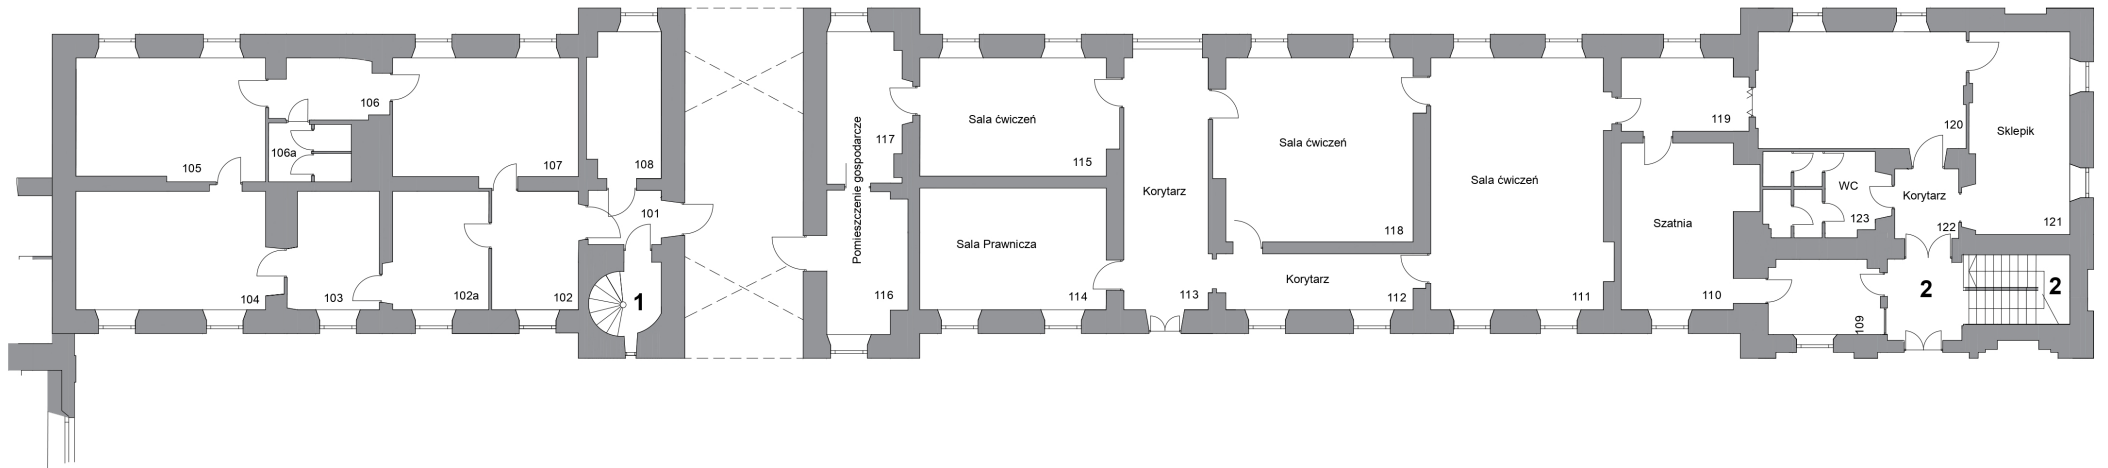 105
106
106a
107
108
101
104
103
102a
102
1
Pomieszczenie gospodarcze
117
116
Sala ćwiczeń
115
Sala Prawnicza
114
Korytarz
113
Sala ćwiczeń
118
Korytarz
112
Sala ćwiczeń
111
119
Szatnia
110
120
WC
123
Korytarz
122
Sklepik
121
109
2
2